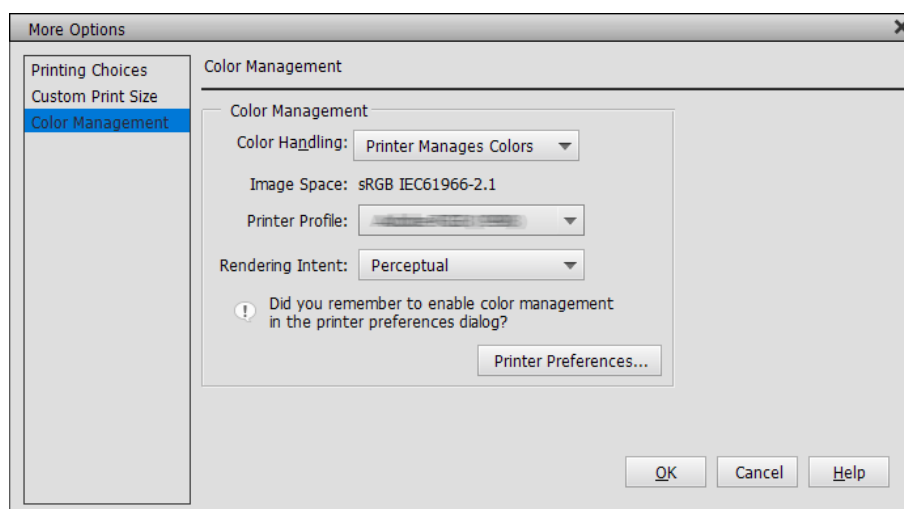 More Options
Printing Choices
Custom Print Size
Color Management
Color Management
Color Management
Color Handling: Printer Manages Colors
Image Space: sRGB IEC61966-2.1
Printer Profile:
Rendering Intent: Perceptual
Did you remember to enable color management
in the printer preferences dialog?
Printer Preferences...
OK Cancel Help